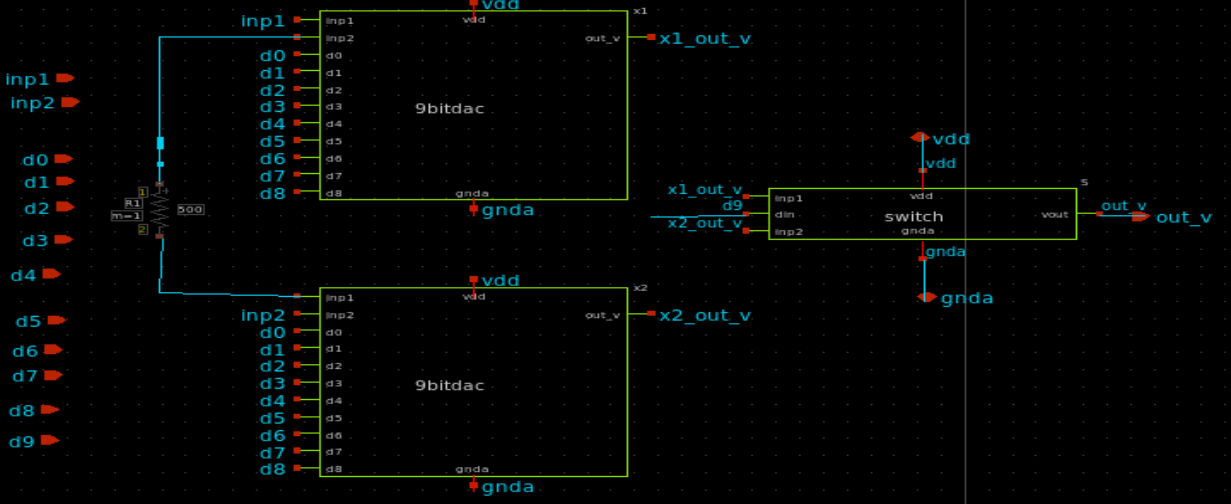 inp1
inp2
d0
d1
d2
d3
d4
d5
d6
d7
d8
d9
1
R1
m=1
2
500
vdd
x1
inp1
inp1
vdd
inp2
out_v
x1_out_v
d0
d0
d1
d1
d2
d2
d3
d3
9bitdac
d4
d4
d5
d5
d6
d6
d7
d7
d8
d8
gnda
gnda
vdd
x2
inp1
vdd
inp2
inp2
out_v
x2_out_v
d0
d0
d1
d1
d2
d2
d3
d3
9bitdac
d4
d4
d5
d5
d6
d6
d7
d7
d8
d8
gnda
gnda
vdd
vdd
x1_out_v
d9
x2_out_v
inp1
din
inp2
vdd
switch
gnda
vout
out_v
out_v
gnda
gnda